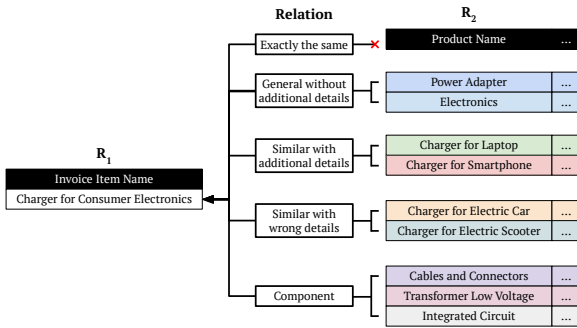 Relation
R2
Exactly the same
Product Name ...
General without
additional details
Power Adapter ...
Electronics ...
Similar with
additional details
Charger for Laptop ...
Charger for Smartphone ...
R1
Invoice Item Name
Charger for Consumer Electronics
Similar with
wrong details
Charger for Electric Car ...
Charger for Electric Scooter ...
Component
Cables and Connectors ...
Transformer Low Voltage ...
Integrated Circuit ...